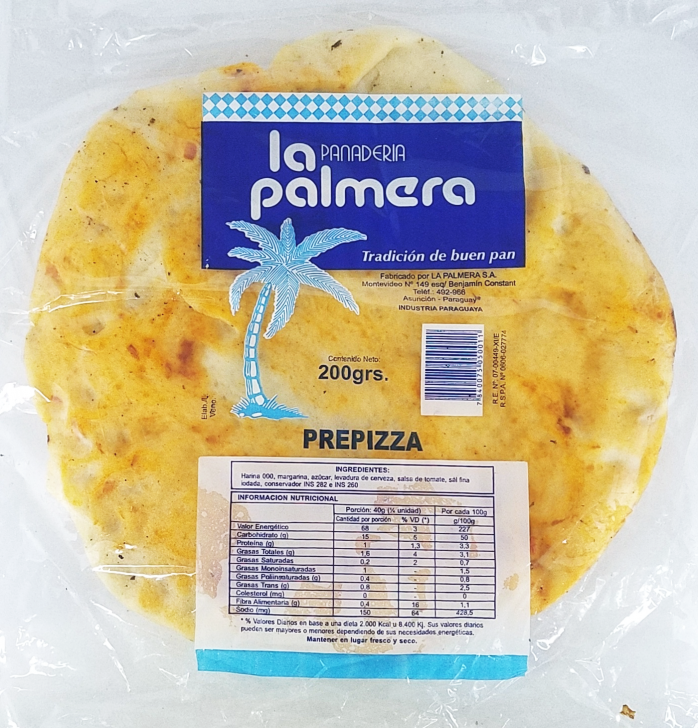 la PANADERIA
palmera
Tradición de buen pan
Fabricado por LA PALMERA S.A.
Montevideo Nº 149 esq/ Benjamín Constant
Teléf.: 492-966
Asunción - Paraguay
INDUSTRIA PARAGUAYA
R.E. Nº
R.S.P.A. Nº
Contenido Neto:
200grs.
Elab.
Venc.
PREPIZZA
INGREDIENTES:
Harina 000, margarina, azúcar, levadura de cerveza, salsa de tomate, sal fina
iodada, conservador INS 282 e INS 260
INFORMACION NUTRICIONAL
Porción: 40g (⅕ unidad) Por cada 100g
Cantidad por porción % VD (*) g/100g
Valor Energético 68 3 227
Carbohidrato (g) 15 5 50
Proteína (g) 1 1,3 3,3
Grasas Totales (g) 1,6 4 3,1
Grasas Saturadas 0,2 2 0,7
Grasas Monoinsaturadas 1 - 1,5
Grasas Poliinsaturadas (g) 0,4 - 0,8
Grasas Trans (g) 0,8 - 2,5
Colesterol (mg) 0 0
Fibra Alimentaria (g) 0,4 16 1,1
Sodio (mg) 150 64 428,5
* % Valores Diarios en base a una dieta 2.000 Kcal u 8.400 Kj. Sus valores diarios
pueden ser mayores o menores dependiendo de sus necesidades energéticas.
Mantener en lugar fresco y seco.